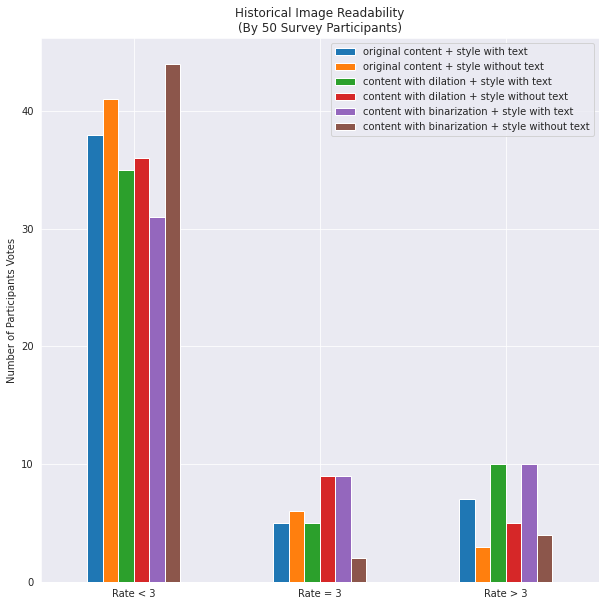 Historical Image Readability
(By 50 Survey Participants)
original content + style with text
original content + style without text
content with dilation + style with text
content with dilation + style without text
content with binarization + style with text
content with binarization + style without text
Number of Participants Votes
40
30
20
10
0
Rate < 3
Rate = 3
Rate > 3